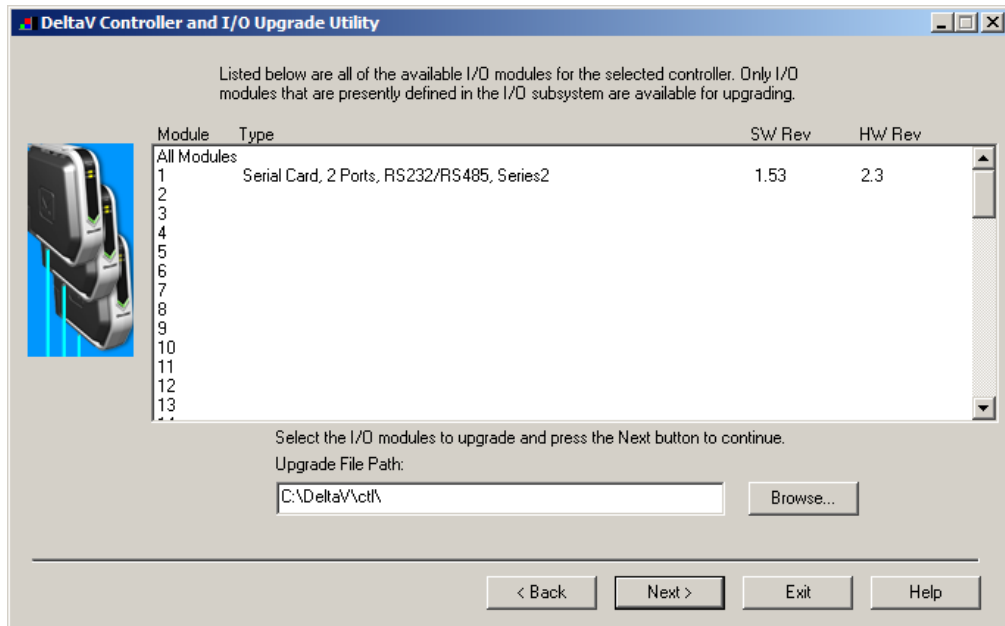 DeltaV Controller and I/O Upgrade Utility
Listed below are all of the available I/O modules for the selected controller. Only I/O
modules that are presently defined in the I/O subsystem are available for upgrading.
Module Type SW Rev HW Rev
All Modules
1 Serial Card, 2 Ports, RS232/RS485, Series2 1.53 2.3
2
3
4
5
6
7
8
9
10
11
12
13
Select the I/O modules to upgrade and press the Next button to continue.
Upgrade File Path:
C:\DeltaV\ctl\ Browse...
< Back Next > Exit Help